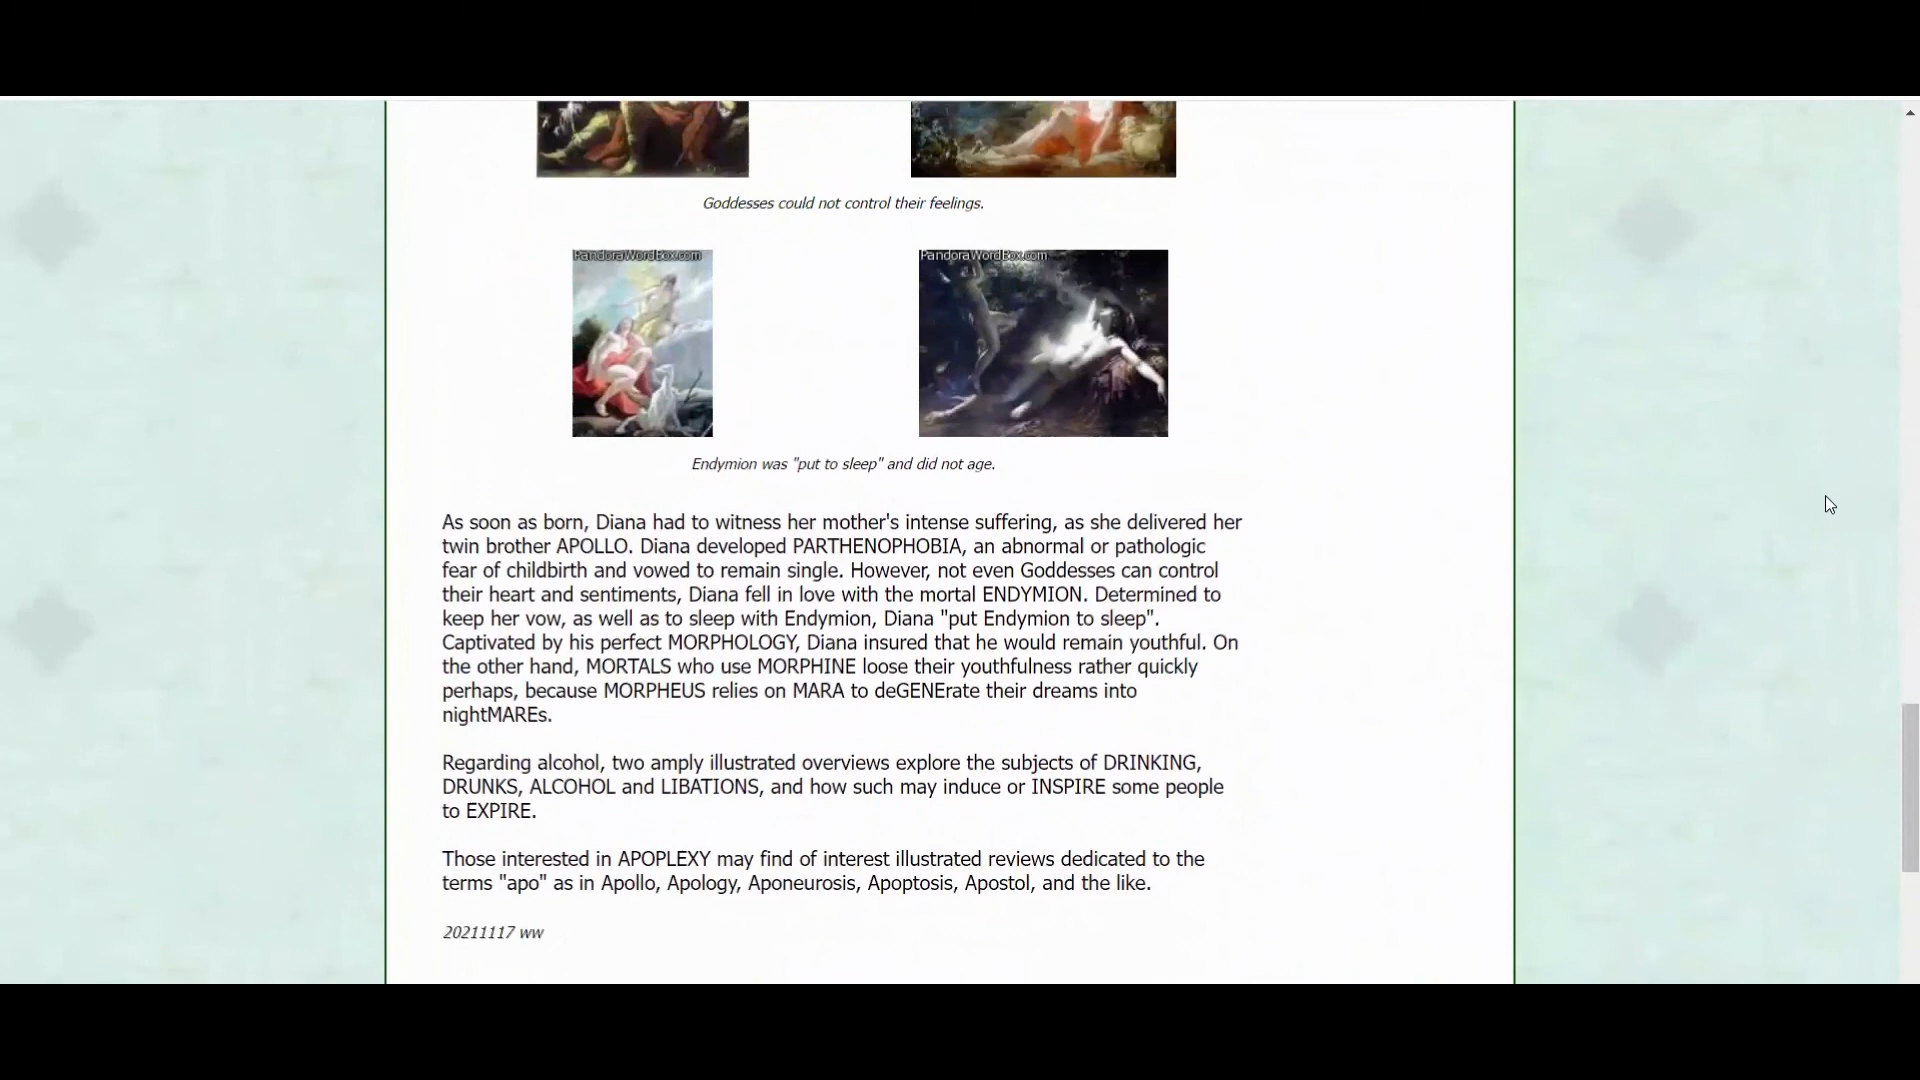 Goddesses could not control their feelings.
PandoraWordBox.com
PandoraWordBox.com
Endymion was "put to sleep" and did not age.
As soon as born, Diana had to witness her mother's intense suffering, as she delivered her
twin brother APOLLO. Diana developed PARTHENOPHOBIA, an abnormal or pathologic
fear of childbirth and vowed to remain single. However, not even Goddesses can control
their heart and sentiments, Diana fell in love with the mortal ENDYMION. Determined to
keep her vow, as well as to sleep with Endymion, Diana "put Endymion to sleep".
Captivated by his perfect MORPHOLOGY, Diana insured that he would remain youthful. On
the other hand, MORTALS who use MORPHINE loose their youthfulness rather quickly
perhaps, because MORPHEUS relies on MARA to deGENErate their dreams into
nightMAREs.
Regarding alcohol, two amply illustrated overviews explore the subjects of DRINKING,
DRUNKS, ALCOHOL and LIBATIONS, and how such may induce or INSPIRE some people
to EXPIRE.
Those interested in APOPLEXY may find of interest illustrated reviews dedicated to the
terms "apo" as in Apollo, Apology, Aponeurosis, Apoptosis, Apostol, and the like.
20211117 ww